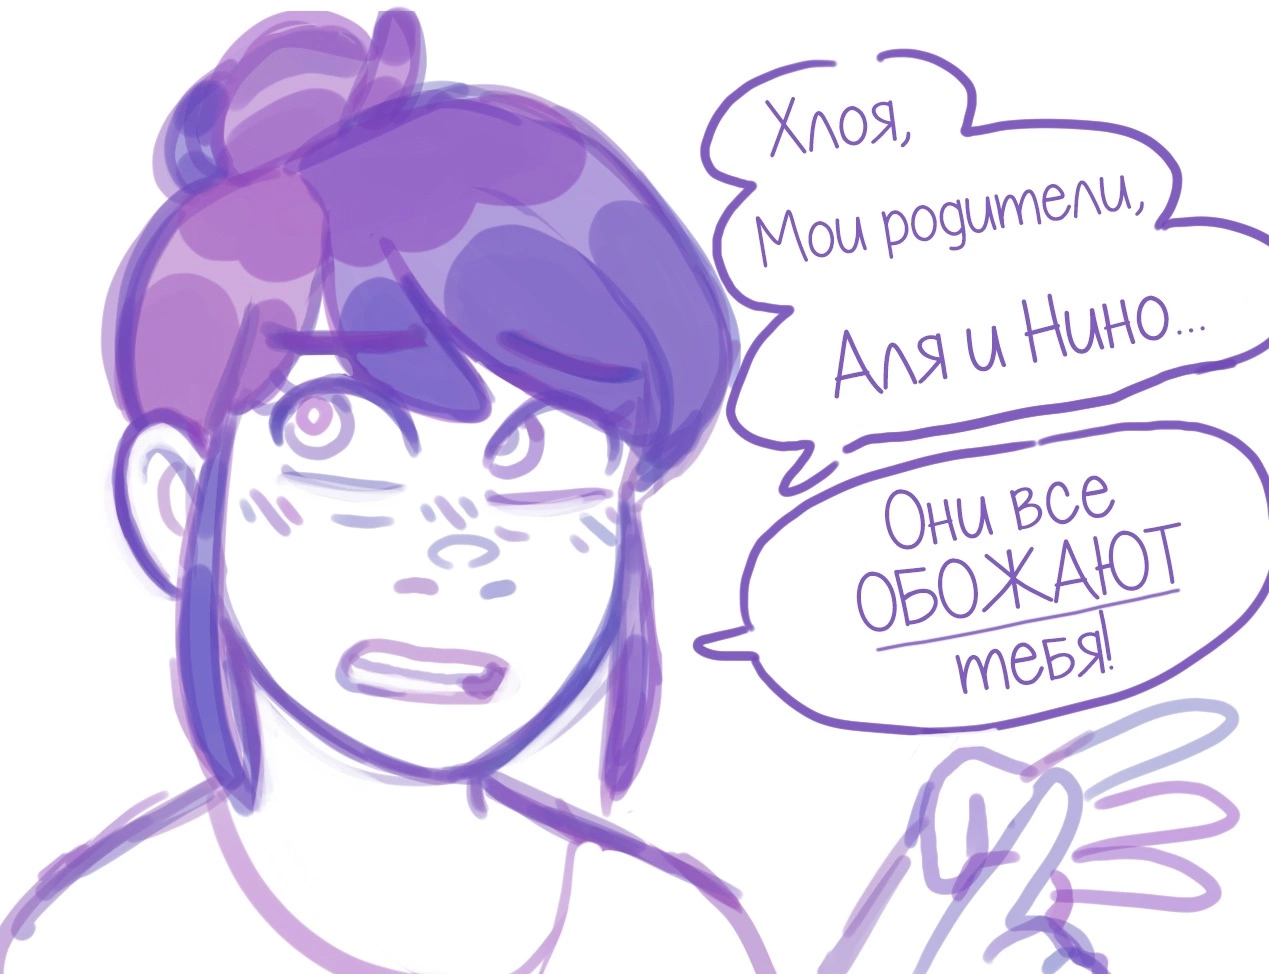 Хлоя,
Мои родители,
Аля и Нино...
Они все
ОБОЖАЮТ
тебя!